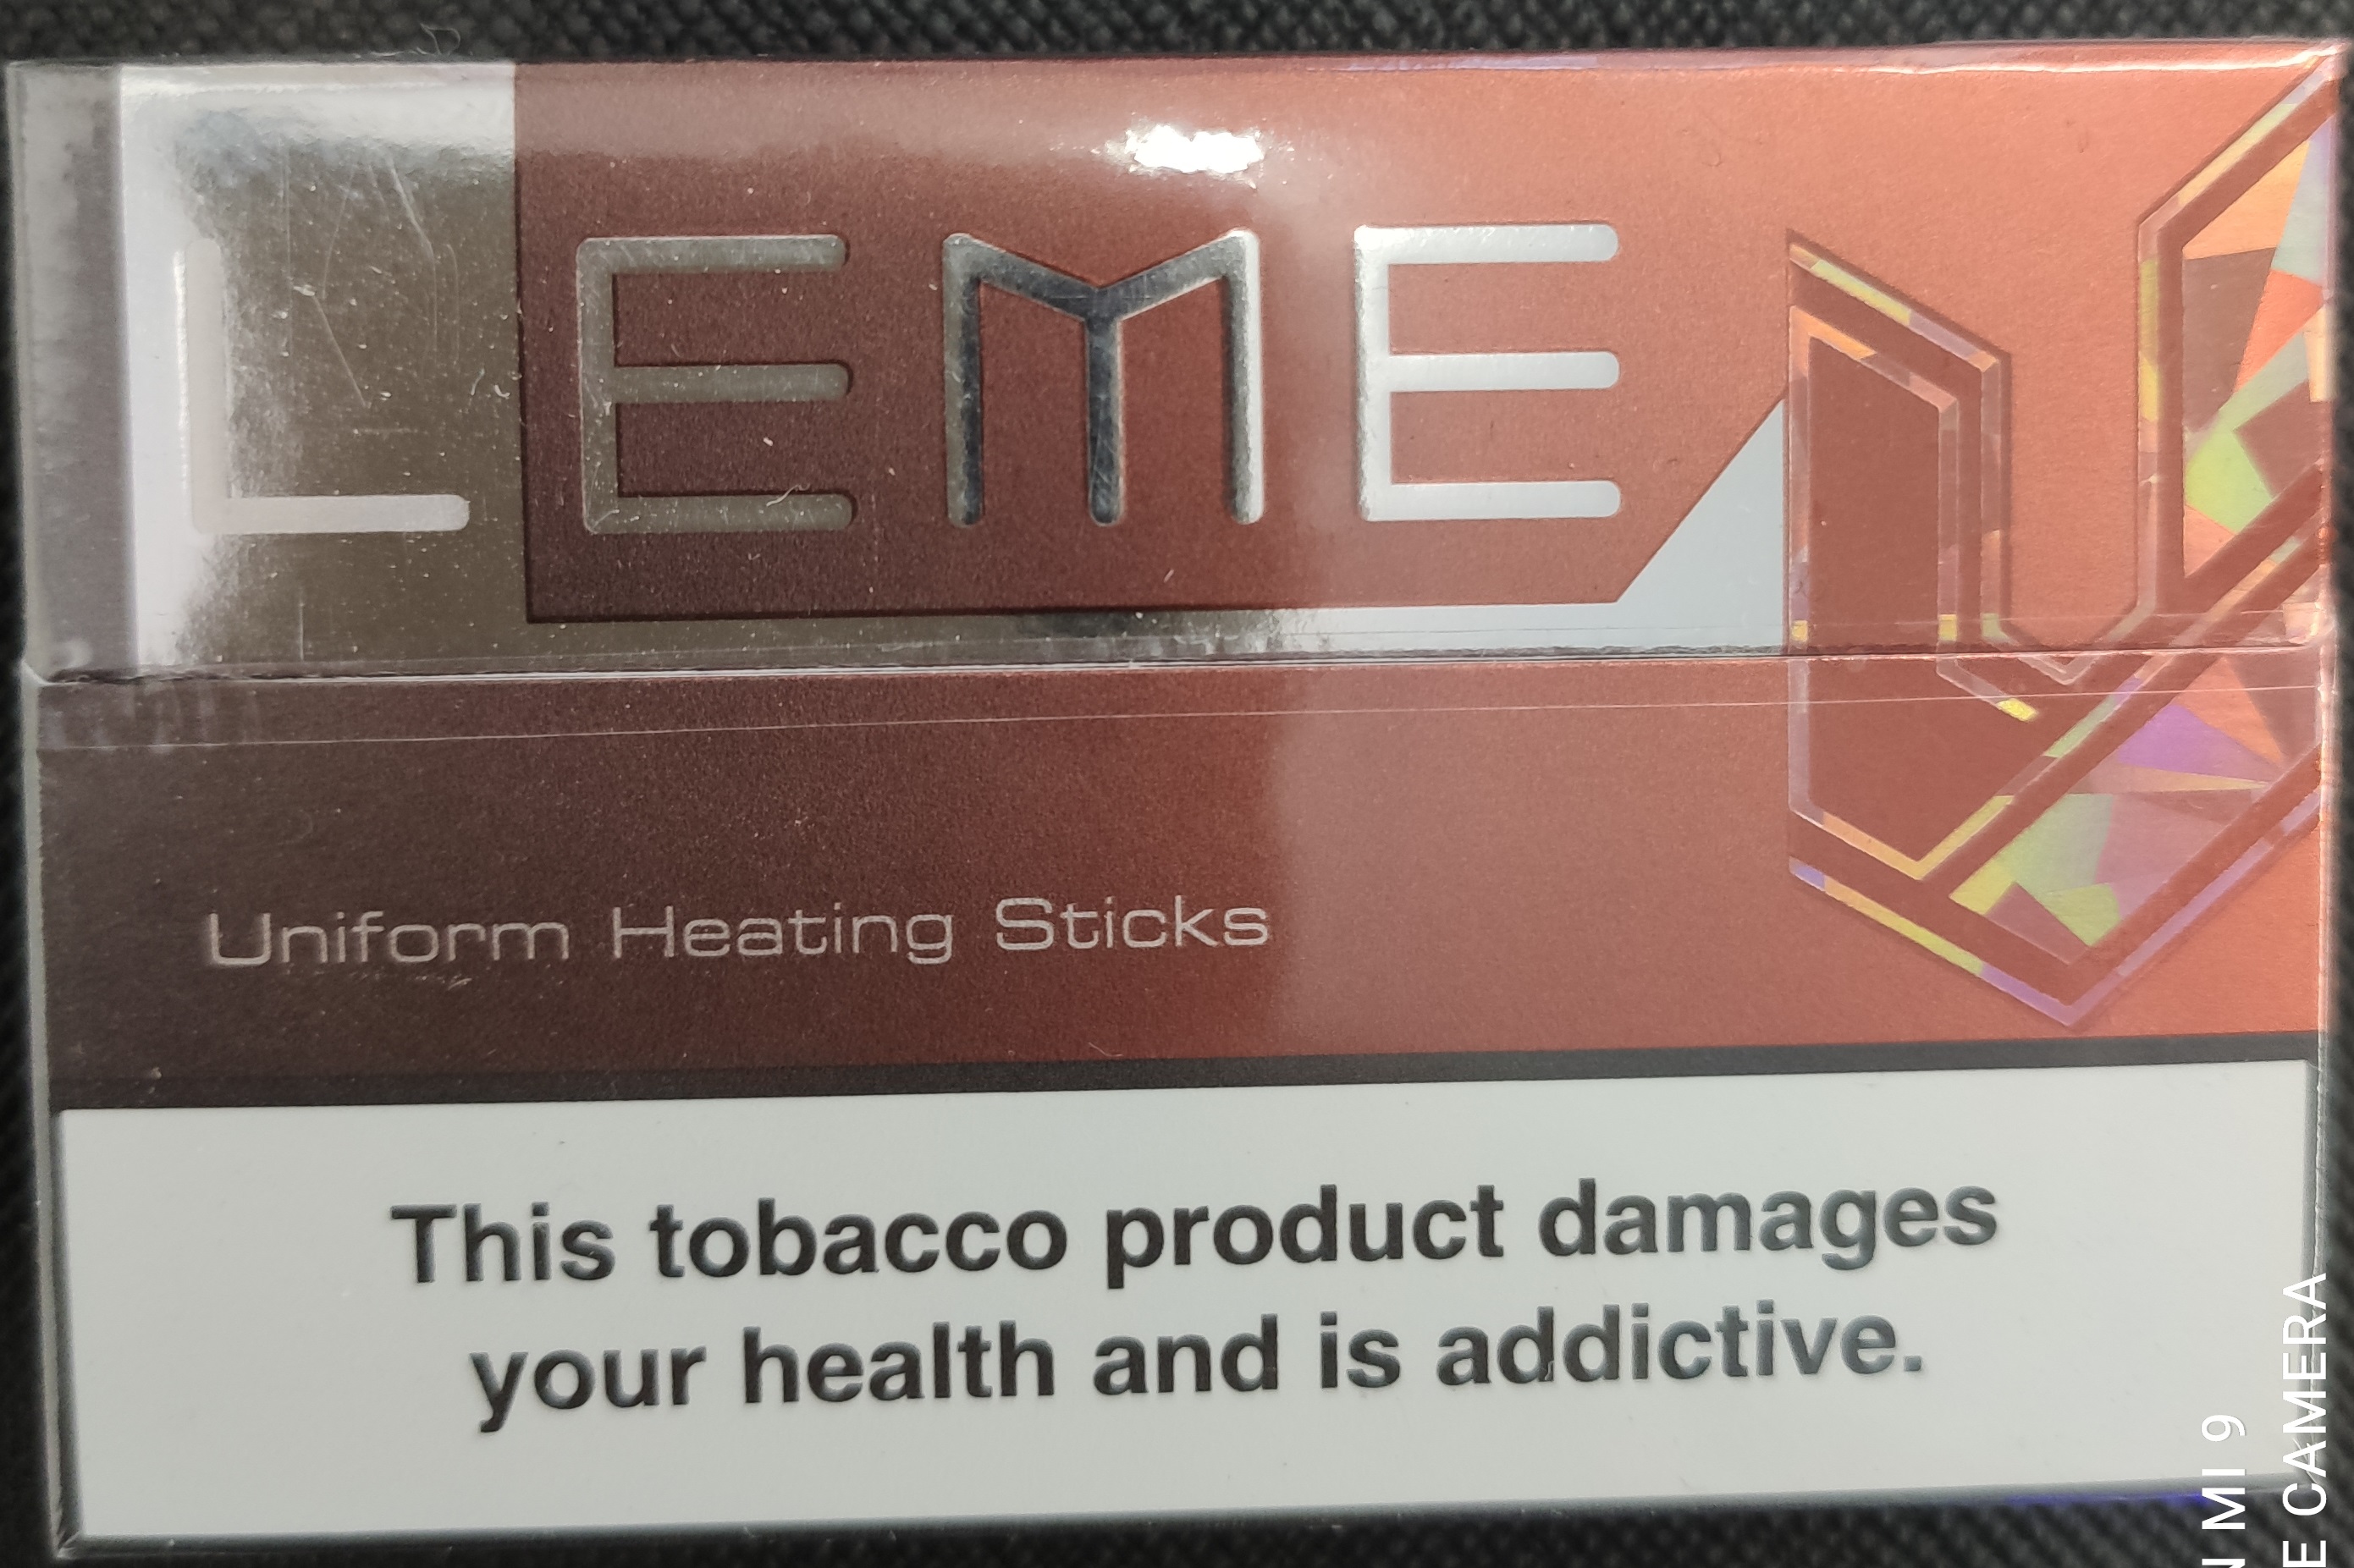 LEME
Uniform Heating Sticks
This tobacco product damages
your health and is addictive.
MI 9
CAMERA